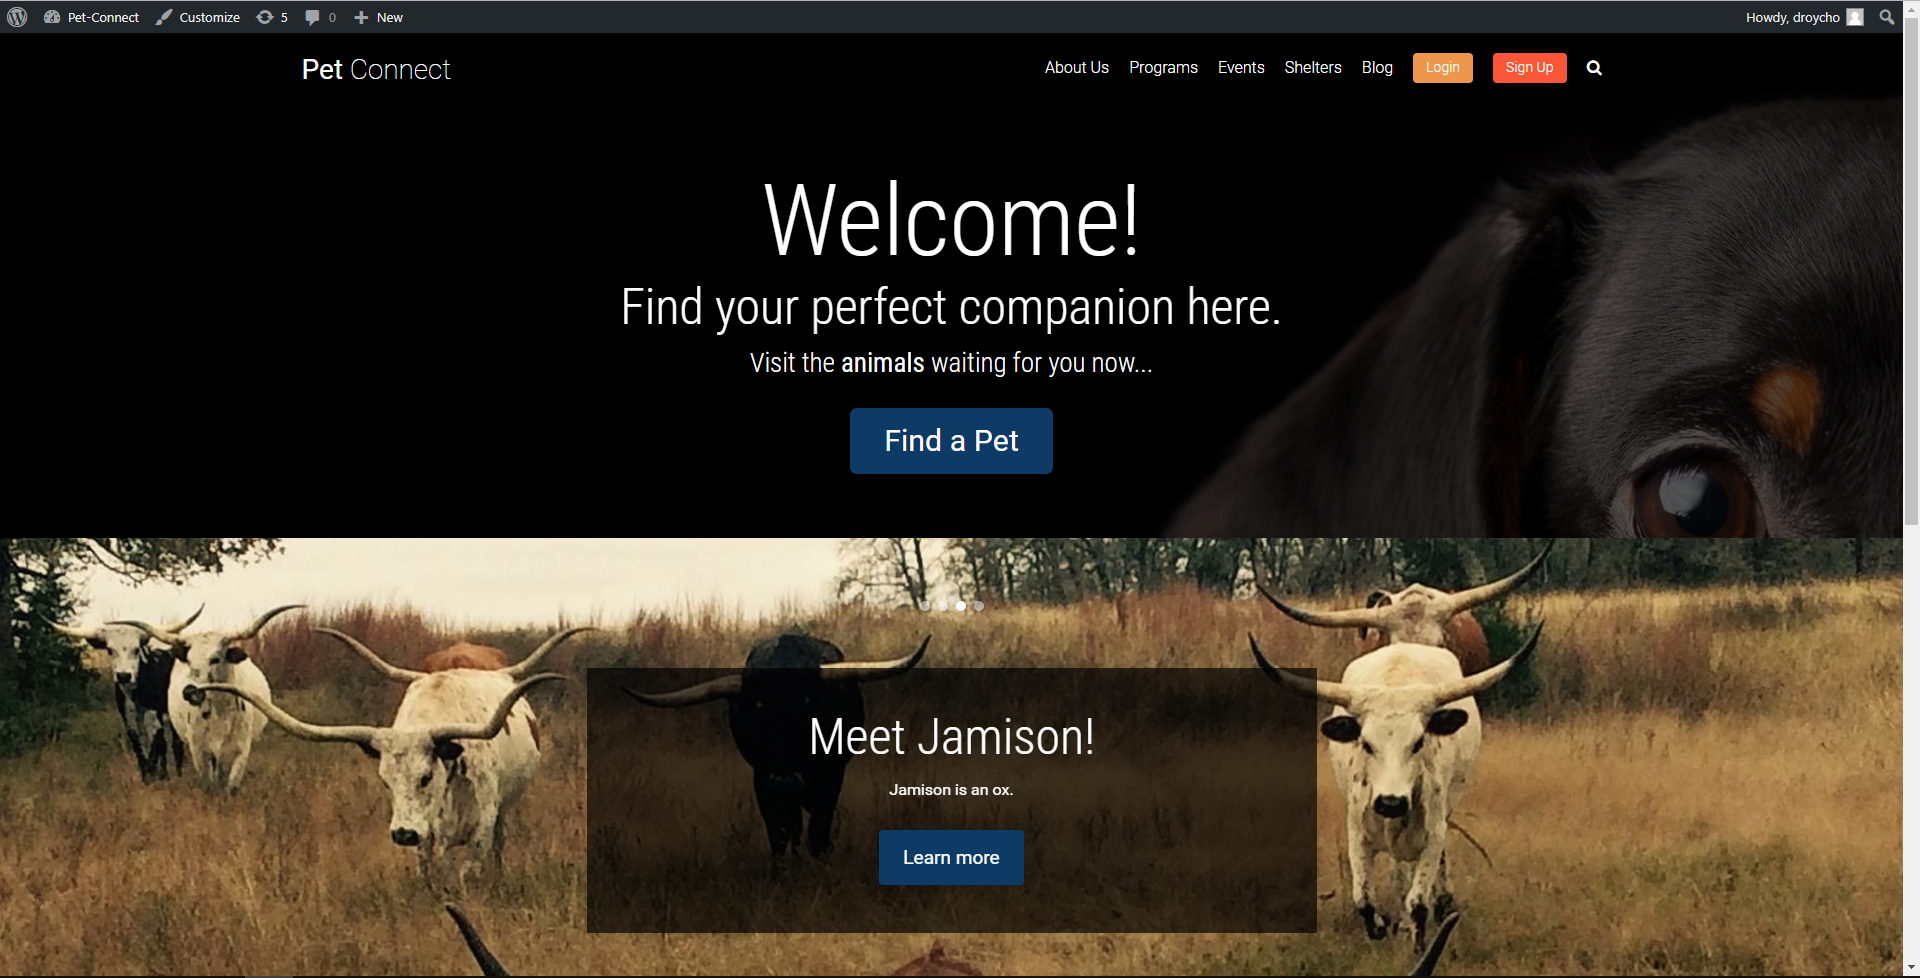 Pet-Connect Customize 5 0 New Howdy, droycho
Pet Connect About Us Programs Events Shelters Blog Login Sign Up
Welcome!
Find your perfect companion here.
Visit the animals waiting for you now...
Find a Pet
Meet Jamison!
Jamison is an ox.
Learn more